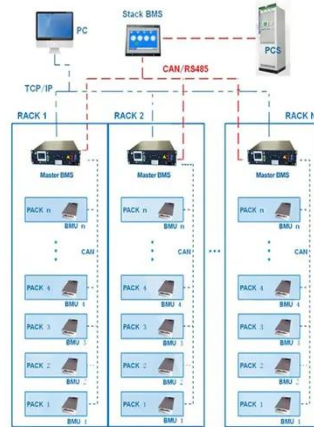 PC
Stack BMS
PCS
CAN/RS485
TCP/IP
RACK 1
RACK 2
RACK N
Master BMS
Master BMS
Master BMS
PACK n
BMU n
PACK n
BMU n
PACK n
BMU n
CAN
CAN
CAN
PACK 4
BMU 4
PACK 4
BMU 4
PACK 4
BMU 4
PACK 3
BMU 3
PACK 3
BMU 3
PACK 3
BMU 3
PACK 2
BMU 2
PACK 2
BMU 2
PACK 2
BMU 2
PACK 1
BMU 1
PACK 1
BMU 1
PACK 1
BMU 1